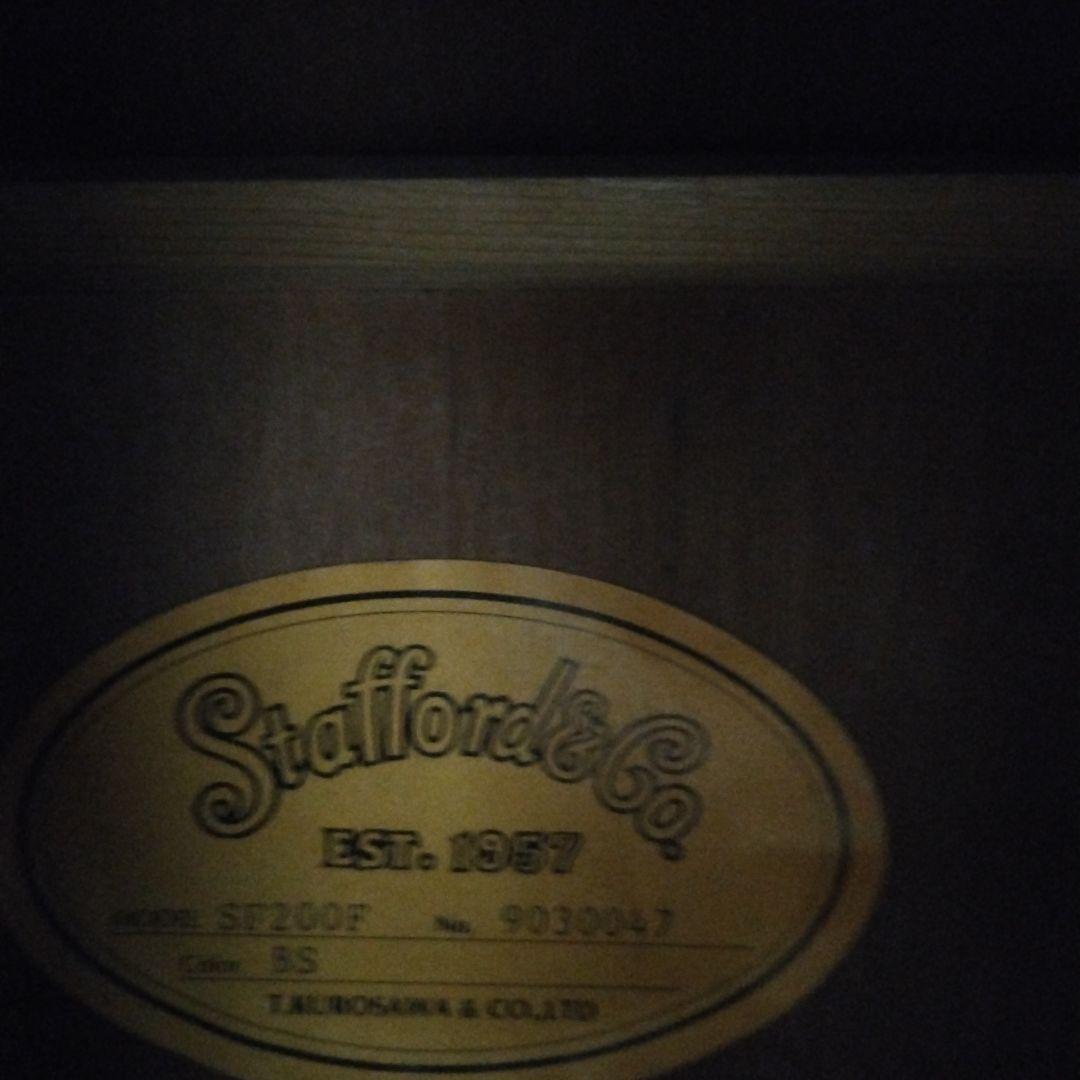 Stafford & Co.
EST. 1957
MODEL SF200F No. 9030047
Color BS
T.KUROSAWA & CO.,LTD